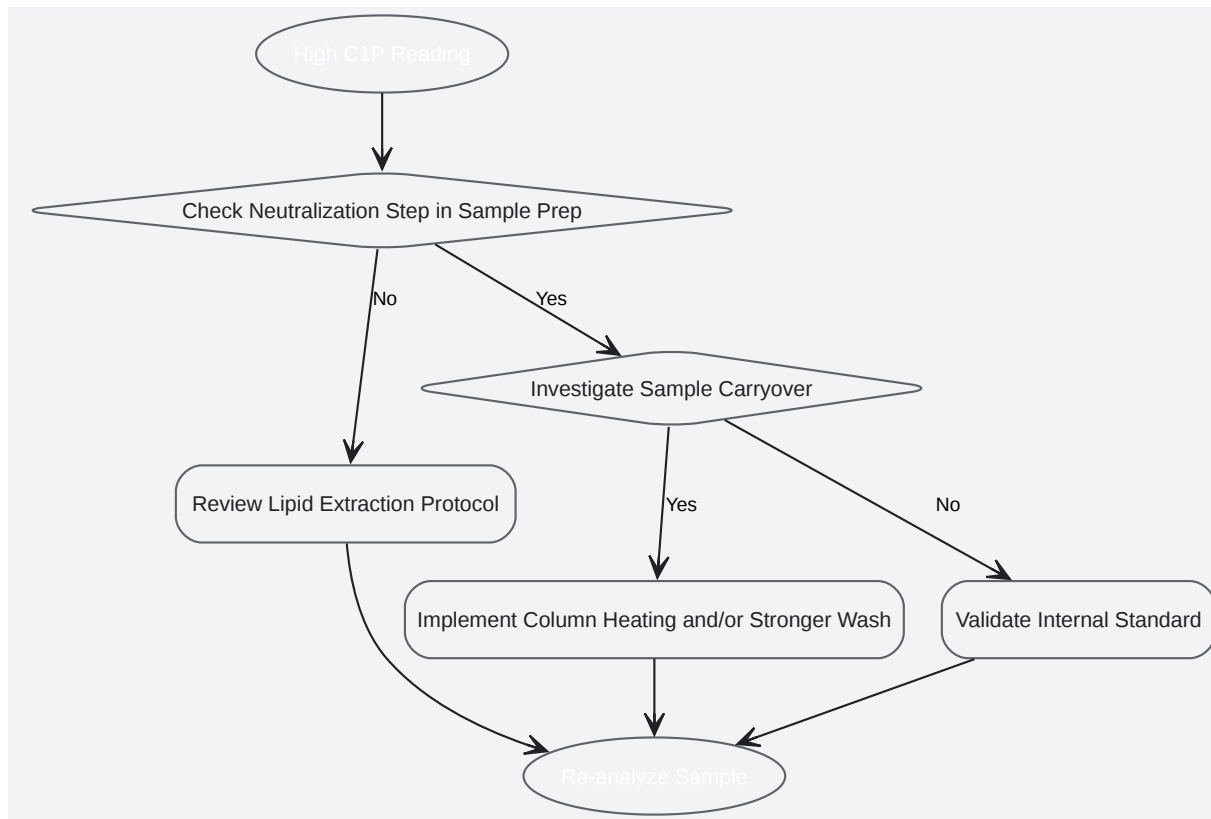 High C1P Reading
Check Neutralization Step in Sample Prep
No
Yes
Investigate Sample Carryover
Review Lipid Extraction Protocol
Yes
No
Implement Column Heating and/or Stronger Wash
Validate Internal Standard
Re-analyze Sample